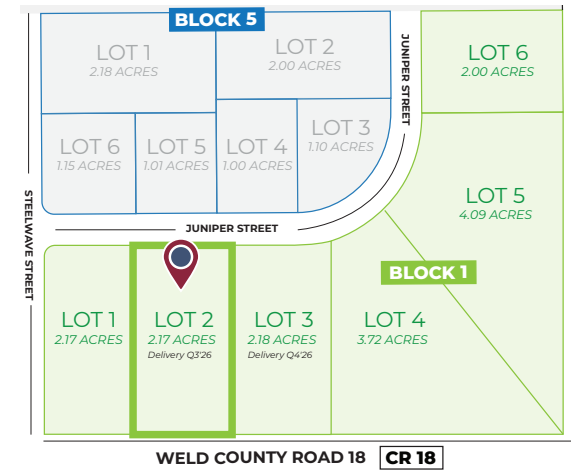 BLOCK 5
LOT 1
2.18 ACRES
LOT 2
2.00 ACRES
JUNIPER STREET
LOT 6
2.00 ACRES
LOT 6
1.15 ACRES
LOT 5
1.01 ACRES
LOT 4
1.00 ACRES
LOT 3
1.10 ACRES
LOT 5
4.09 ACRES
STEELWAVE STREET
JUNIPER STREET
BLOCK 1
LOT 1
2.17 ACRES
LOT 2
2.17 ACRES
Delivery Q3'26
LOT 3
2.18 ACRES
Delivery Q4'26
LOT 4
3.72 ACRES
WELD COUNTY ROAD 18 CR 18